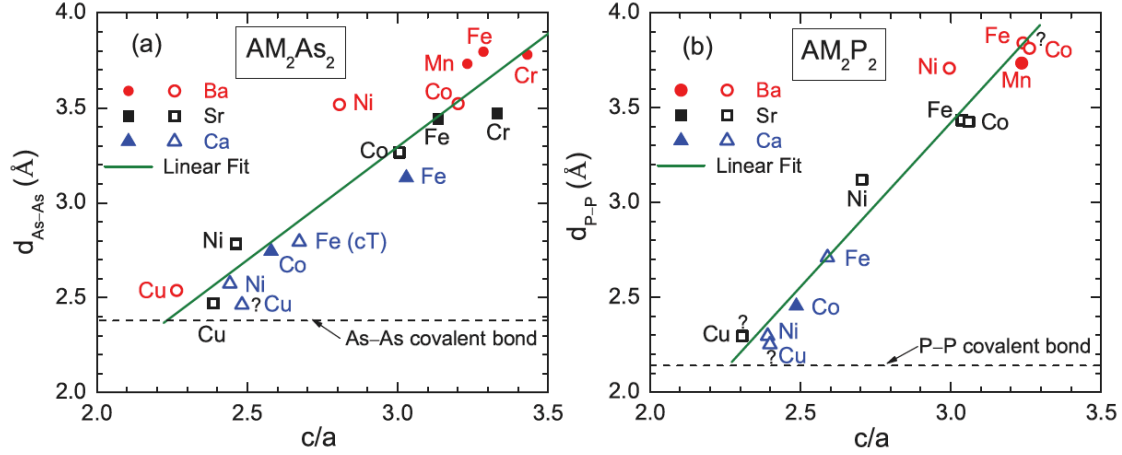 (a)
AM₂As₂
Ba
Sr
Ca
Linear Fit
Fe
Mn
Cr
Co
Ni
Fe
Cr
Co
Fe
Ni
Fe (cT)
Co
Ni
Cu
?Cu
Cu
As–As covalent bond
4.0
3.5
3.0
2.5
2.0
d_As–As (Å)
2.0 2.5 3.0 3.5
c/a
(b)
AM₂P₂
Ba
Sr
Ca
Linear Fit
Fe ?
Co
Ni
Mn
Fe
Co
Ni
Fe
Co
?
Cu
Ni
?Cu
P–P covalent bond
4.0
3.5
3.0
2.5
2.0
d_P–P (Å)
2.0 2.5 3.0 3.5
c/a